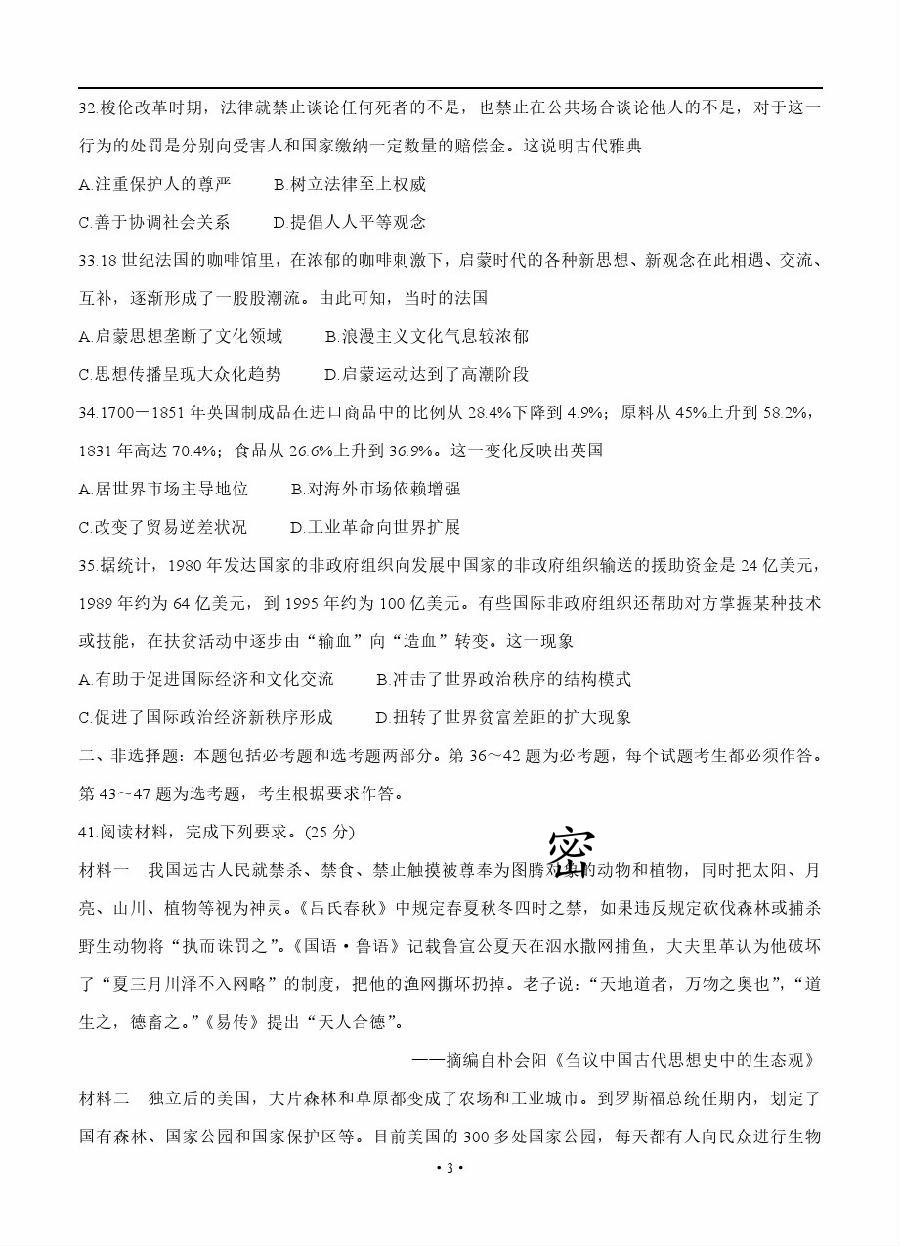 32.梭伦改革时期，法律就禁止谈论任何死者的不是，也禁止在公共场合谈论他人的不是，对于这一
行为的处罚是分别向受害人和国家缴纳一定数量的赔偿金。这说明古代雅典
A.注重保护人的尊严 B.树立法律至上权威
C.善于协调社会关系 D.提倡人人平等观念
33.18 世纪法国的咖啡馆里，在浓郁的咖啡刺激下，启蒙时代的各种新思想、新观念在此相遇、交流、
互补，逐渐形成了一股股潮流。由此可知，当时的法国
A.启蒙思想垄断了文化领域 B.浪漫主义文化气息较浓郁
C.思想传播呈现大众化趋势 D.启蒙运动达到了高潮阶段
34.1700－1851 年英国制成品在进口商品中的比例从 28.4%下降到 4.9%；原料从 45%上升到 58.2%，
1831 年高达 70.4%；食品从 26.6%上升到 36.9%。这一变化反映出英国
A.居世界市场主导地位 B.对海外市场依赖增强
C.改变了贸易逆差状况 D.工业革命向世界扩展
35 据统计，1980 年发达国家的非政府组织向发展中国家的非政府组织输送的援助资金是 24 亿美元，
1989 年约为 64 亿美元，到 1995 年约为 100 亿美元。有些国际非政府组织还帮助对方掌握某种技术
或技能，在扶贫活动中逐步由“输血”向“造血”转变。这一现象
A.有助于促进国际经济和文化交流 B.冲击了世界政治秩序的结构模式
C.促进了国际政治经济新秩序形成 D.扭转了世界贫富差距的扩大现象
二、非选择题：本题包括必考题和选考题两部分。第 36～42 题为必考题，每个试题考生都必须作答。
第 43～47 题为选考题，考生根据要求作答。
41.阅读材料，完成下列要求。(25 分)
密
材料一 我国远古人民就禁杀、禁食、禁止触摸被尊奉为图腾对象的动物和植物，同时把太阳、月
亮、山川、植物等视为神灵。《吕氏春秋》中规定春夏秋冬四时之禁，如果违反规定砍伐森林或捕杀
野生动物将“执而诛罚之”。《国语·鲁语》记载鲁宣公夏天在泗水撒网捕鱼，大夫里革认为他破坏
了“夏三月川泽不入网略”的制度，把他的渔网撕坏扔掉。老子说：“天地道者，万物之奥也”，“道
生之，德畜之。”《易传》提出“天人合德”。
——摘编自朴会阳《刍议中国古代思想史中的生态观》
材料二 独立后的美国，大片森林和草原都变成了农场和工业城市。到罗斯福总统任期内，划定了
国有森林、国家公园和国家保护区等。目前美国的 300 多处国家公园，每天都有人向民众进行生物
·3·